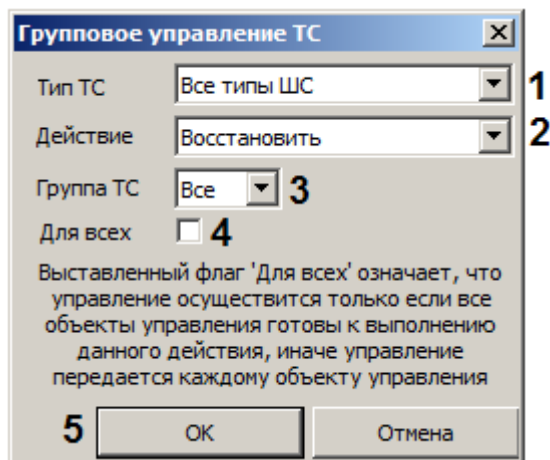 Групповое управление ТС
Тип ТС Все типы ШС 1
Действие Восстановить 2
Группа ТС Все 3
Для всех 4
Выставленный флаг 'Для всех' означает, что
управление осуществится только если все
объекты управления готовы к выполнению
данного действия, иначе управление
передается каждому объекту управления
5 OK Отмена